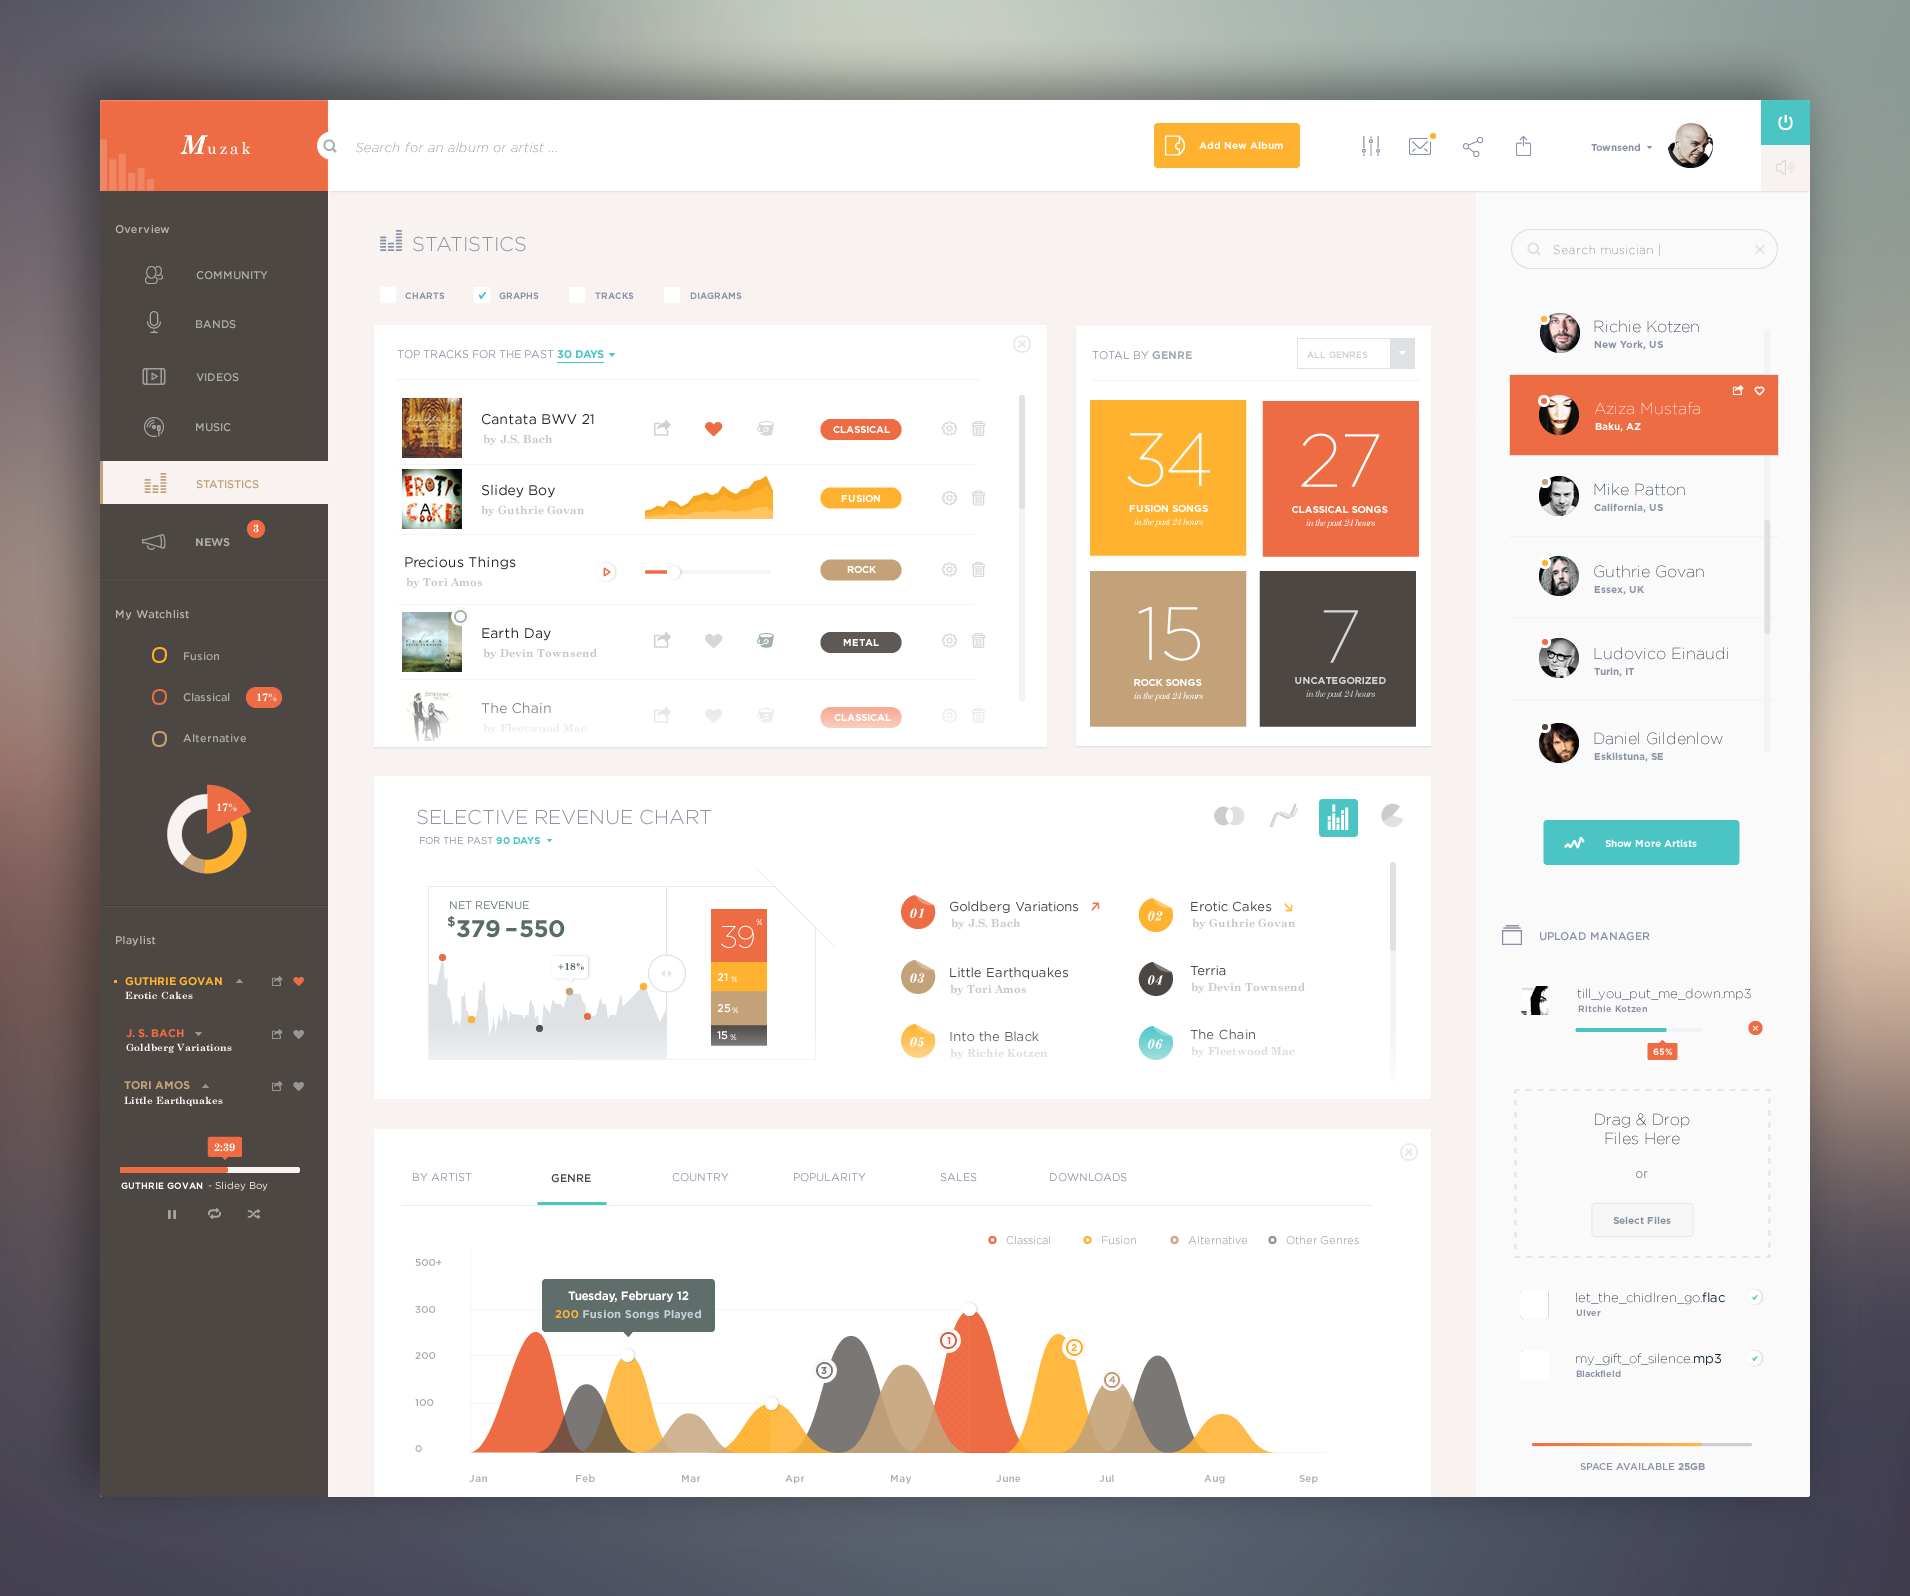 Muzak
Search for an album or artist ...
Add New Album
Townsend
Overview
COMMUNITY
BANDS
VIDEOS
MUSIC
STATISTICS
NEWS
3
My Watchlist
Fusion
Classical 17%
Alternative
17%
Playlist
GUTHRIE GOVAN
Erotic Cakes
J. S. BACH
Goldberg Variations
TORI AMOS
Little Earthquakes
2:39
GUTHRIE GOVAN - Slidey Boy
STATISTICS
CHARTS
GRAPHS
TRACKS
DIAGRAMS
TOP TRACKS FOR THE PAST 30 DAYS
Cantata BWV 21
by J.S. Bach
CLASSICAL
EROTIC
CAKES
Slidey Boy
by Guthrie Govan
FUSION
Precious Things
by Tori Amos
ROCK
Earth Day
by Devin Townsend
METAL
The Chain
by Fleetwood Mac
CLASSICAL
TOTAL BY GENRE
ALL GENRES
34
FUSION SONGS
in the past 24 hours
27
CLASSICAL SONGS
in the past 24 hours
15
ROCK SONGS
in the past 24 hours
7
UNCATEGORIZED
in the past 24 hours
SELECTIVE REVENUE CHART
FOR THE PAST 90 DAYS
NET REVENUE
$379 – 550
+18%
39%
21%
25%
15%
01
Goldberg Variations
by J.S. Bach
02
Erotic Cakes
by Guthrie Govan
03
Little Earthquakes
by Tori Amos
04
Terria
by Devin Townsend
05
Into the Black
by Richie Kotzen
06
The Chain
by Fleetwood Mac
BY ARTIST
GENRE
COUNTRY
POPULARITY
SALES
DOWNLOADS
Classical
Fusion
Alternative
Other Genres
500+
300
200
100
0
Tuesday, February 12
200 Fusion Songs Played
3
1
2
4
Jan
Feb
Mar
Apr
May
June
Jul
Aug
Sep
Search musician |
Richie Kotzen
New York, US
Aziza Mustafa
Baku, AZ
Mike Patton
California, US
Guthrie Govan
Essex, UK
Ludovico Einaudi
Turin, IT
Daniel Gildenlow
Eskilstuna, SE
Show More Artists
UPLOAD MANAGER
till_you_put_me_down.mp3
Ritchie Kotzen
65%
Drag & Drop
Files Here
or
Select Files
let_the_chidlren_go.flac
Ulver
my_gift_of_silence.mp3
Blackfield
SPACE AVAILABLE 25GB